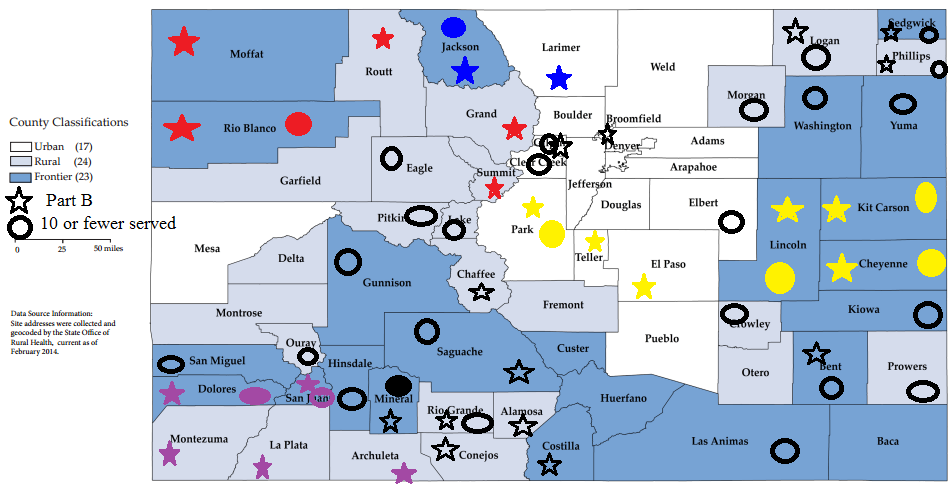 Sedgwick
Jackson
Larimer
Logan
Moffat
Phillips
Weld
Routt
Morgan
Grand
Boulder
Broomfield
County Classifications
Rio Blanco
Washington
Yuma
Adams
Urban (17)
Denver
Rural (24)
Clear Creek
Arapahoe
Frontier (23)
Eagle
Summit
Garfield
Jefferson
Part B
Douglas
Elbert
Kit Carson
10 or fewer served
Pitkin
Lake
Park
0 25 50 miles
Mesa
Lincoln
Delta
Teller
El Paso
Cheyenne
Chaffee
Gunnison
Fremont
Kiowa
Data Source Information:
Site addresses were collected and
geocoded by the State Office of
Rural Health, current as of
February 2014.
Montrose
Crowley
Pueblo
Ouray
Saguache
Custer
San Miguel
Hinsdale
Bent
Prowers
Otero
Dolores
San Juan
Mineral
Huerfano
Rio Grande
Alamosa
Montezuma
La Plata
Archuleta
Conejos
Costilla
Las Animas
Baca